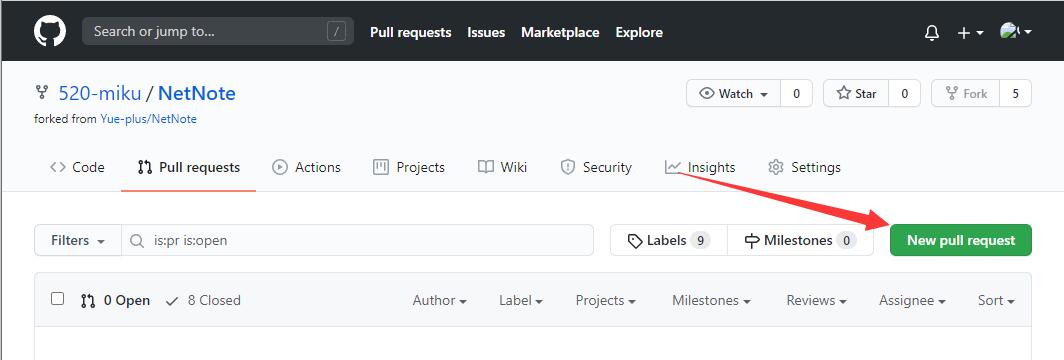 Search or jump to... / Pull requests Issues Marketplace Explore
520-miku / NetNote Watch 0 Star 0 Fork 5
forked from Yue-plus/NetNote
Code Pull requests Actions Projects Wiki Security Insights Settings
Filters is:pr is:open Labels 9 Milestones 0 New pull request
0 Open 8 Closed Author Label Projects Milestones Reviews Assignee Sort